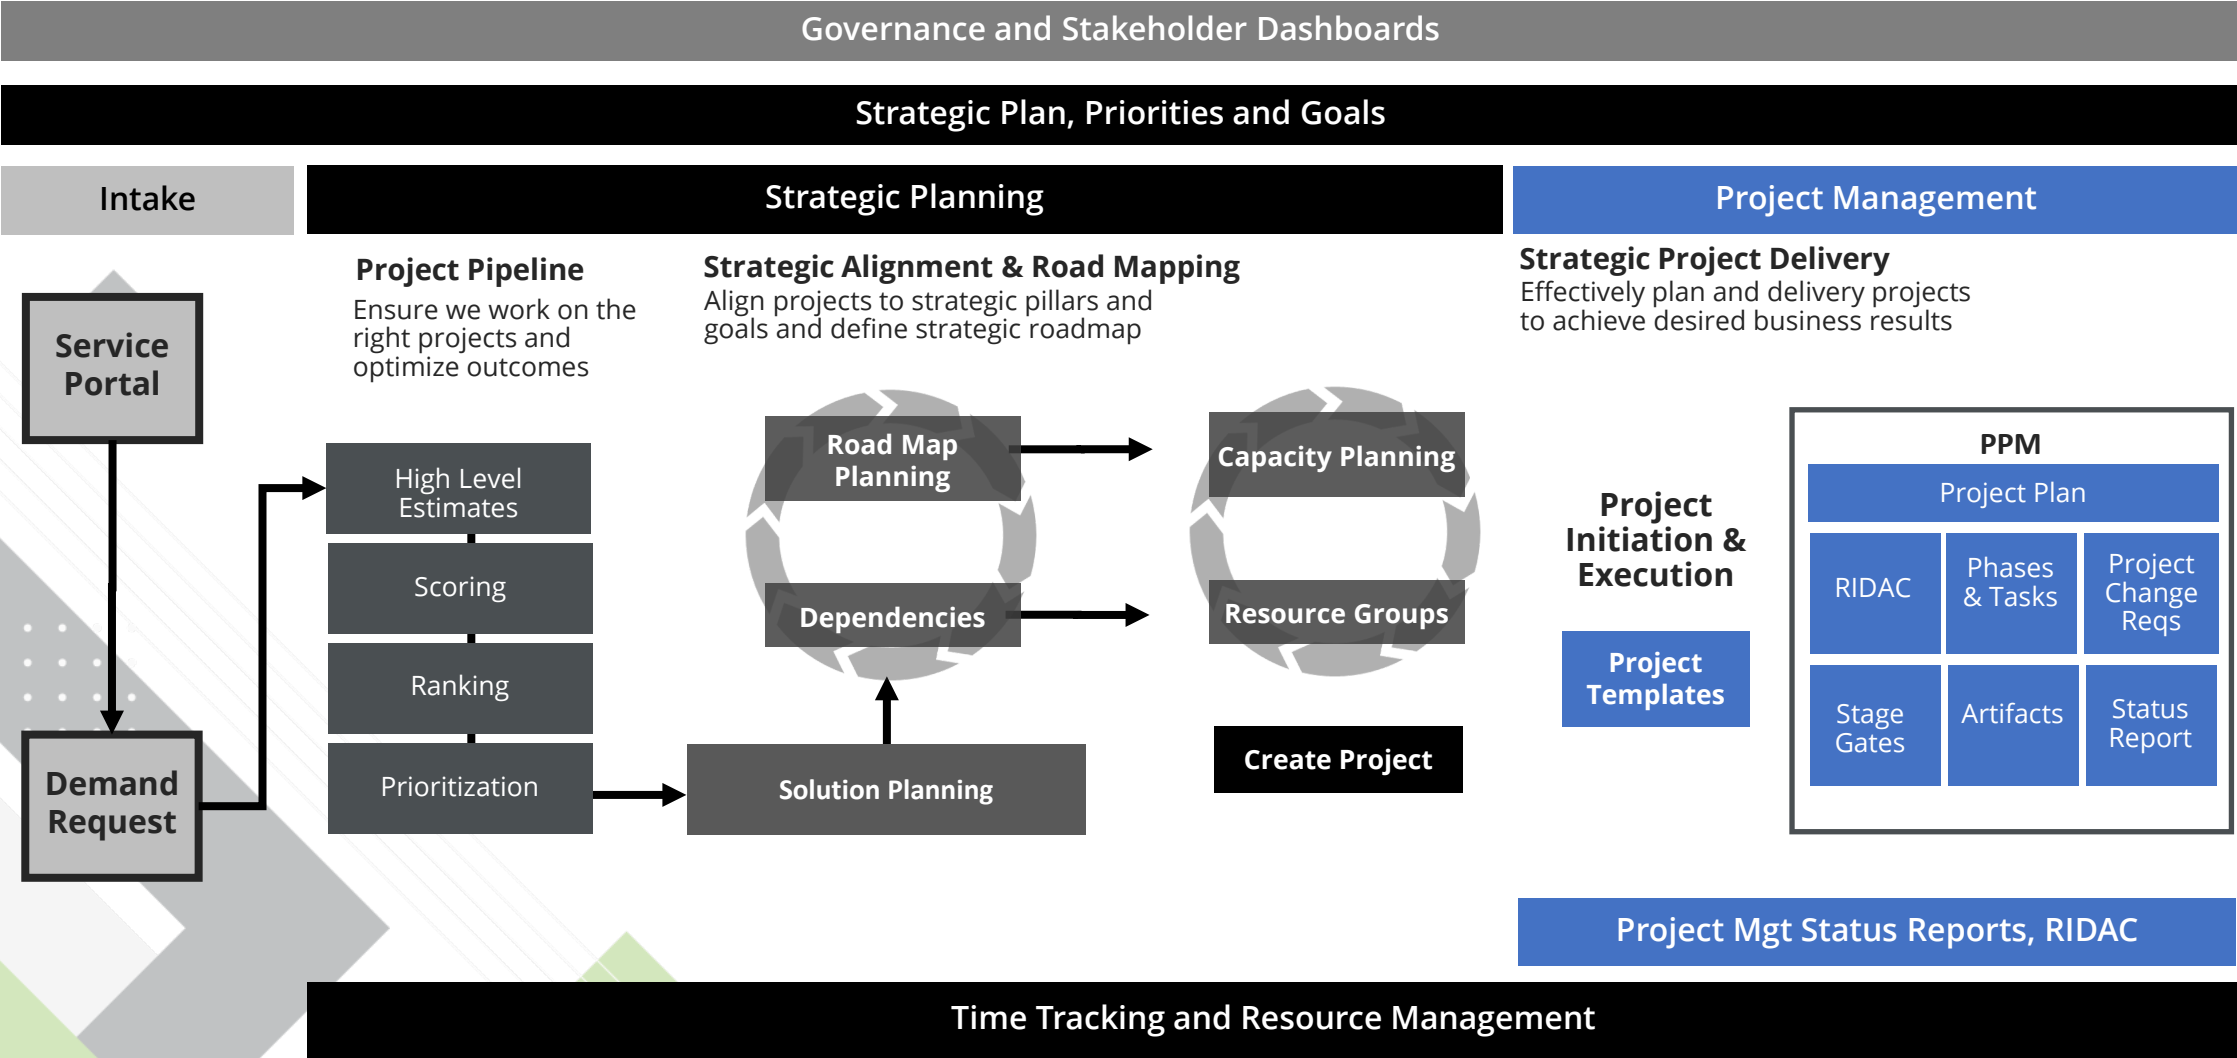 Governance and Stakeholder Dashboards
Strategic Plan, Priorities and Goals
Intake
Strategic Planning
Project Management
Service
Portal
Demand
Request
Project Pipeline
Ensure we work on the
right projects and
optimize outcomes
High Level
Estimates
Scoring
Ranking
Prioritization
Strategic Alignment & Road Mapping
Align projects to strategic pillars and
goals and define strategic roadmap
Road Map
Planning
Dependencies
Solution Planning
Capacity Planning
Resource Groups
Create Project
Strategic Project Delivery
Effectively plan and delivery projects
to achieve desired business results
Project
Initiation &
Execution
Project
Templates
PPM
Project Plan
RIDAC
Phases
& Tasks
Project
Change
Reqs
Stage
Gates
Artifacts
Status
Report
Project Mgt Status Reports, RIDAC
Time Tracking and Resource Management